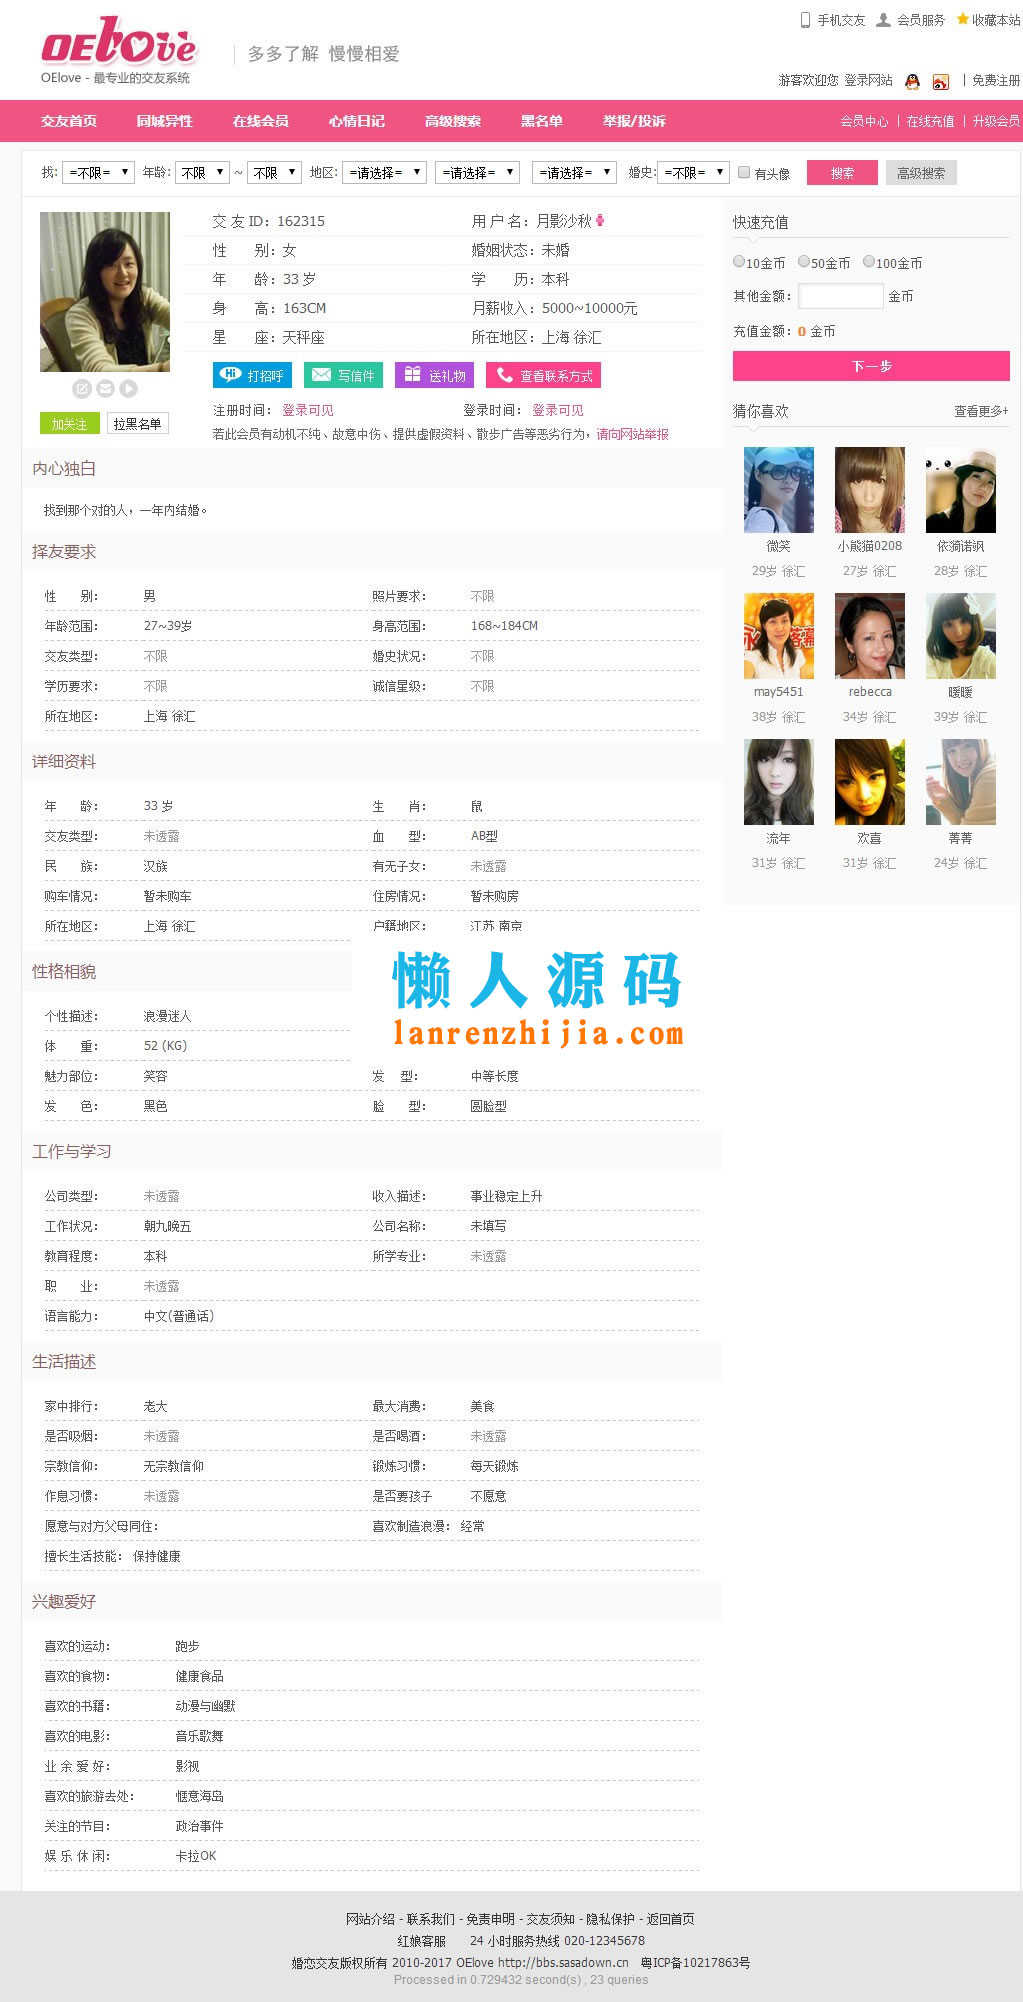 手机交友 会员服务 收藏本站
OElove
多多了解 慢慢相爱
OElove - 最专业的交友系统
游客欢迎您 登录网站 | 免费注册
交友首页 同城异性 在线会员 心情日记 高级搜索 黑名单 举报/投诉 会员中心 | 在线充值 | 升级会员
找: =不限= 年龄: 不限 ~ 不限 地区: =请选择= =请选择= =请选择= 婚史: =不限= 有头像 搜索 高级搜索
交 友 ID：162315 用 户 名：月影沙秋
性 别：女 婚姻状态：未婚
年 龄：33 岁 学 历：本科
身 高：163CM 月薪收入：5000~10000元
星 座：天秤座 所在地区：上海 徐汇
Hi 打招呼 写信件 送礼物 查看联系方式
加关注 拉黑名单
注册时间： 登录可见 登录时间： 登录可见
若此会员有动机不纯、故意中伤、提供虚假资料、散步广告等恶劣行为，请向网站举报
内心独白
找到那个对的人，一年内结婚。
择友要求
性 别： 男 照片要求： 不限
年龄范围： 27~39岁 身高范围： 168~184CM
交友类型： 不限 婚史状况： 不限
学历要求： 不限 诚信星级： 不限
所在地区： 上海 徐汇
详细资料
年 龄： 33 岁 生 肖： 鼠
交友类型： 未透露 血 型： AB型
民 族： 汉族 有无子女： 未透露
购车情况： 暂未购车 住房情况： 暂未购房
所在地区： 上海 徐汇 户籍地区： 江苏 南京
懒人源码
lanrenzhijia.com
性格相貌
个性描述： 浪漫迷人
体 重： 52 (KG)
魅力部位： 笑容 发 型： 中等长度
发 色： 黑色 脸 型： 圆脸型
工作与学习
公司类型： 未透露 收入描述： 事业稳定上升
工作状况： 朝九晚五 公司名称： 未填写
教育程度： 本科 所学专业： 未透露
职 业： 未透露
语言能力： 中文(普通话)
生活描述
家中排行： 老大 最大消费： 美食
是否吸烟： 未透露 是否喝酒： 未透露
宗教信仰： 无宗教信仰 锻炼习惯： 每天锻炼
作息习惯： 未透露 是否要孩子 不愿意
愿意与对方父母同住： 喜欢制造浪漫： 经常
擅长生活技能： 保持健康
兴趣爱好
喜欢的运动： 跑步
喜欢的食物： 健康食品
喜欢的书籍： 动漫与幽默
喜欢的电影： 音乐歌舞
业 余 爱 好： 影视
喜欢的旅游去处： 惬意海岛
关注的节目： 政治事件
娱 乐 休 闲： 卡拉OK
快速充值
10金币 50金币 100金币
其他金额： 金币
充值金额：0 金币
下一步
猜你喜欢 查看更多+
微笑 小熊猫0208 依漪诺飒
29岁 徐汇 27岁 徐汇 28岁 徐汇
may5451 rebecca 暖暖
38岁 徐汇 34岁 徐汇 39岁 徐汇
流年 欢喜 菁菁
31岁 徐汇 31岁 徐汇 24岁 徐汇
网站介绍 - 联系我们 - 免责申明 - 交友须知 - 隐私保护 - 返回首页
红娘客服 24 小时服务热线 020-12345678
婚恋交友版权所有 2010-2017 OElove http://bbs.sasadown.cn 粤ICP备10217863号
Processed in 0.729432 second(s) , 23 queries